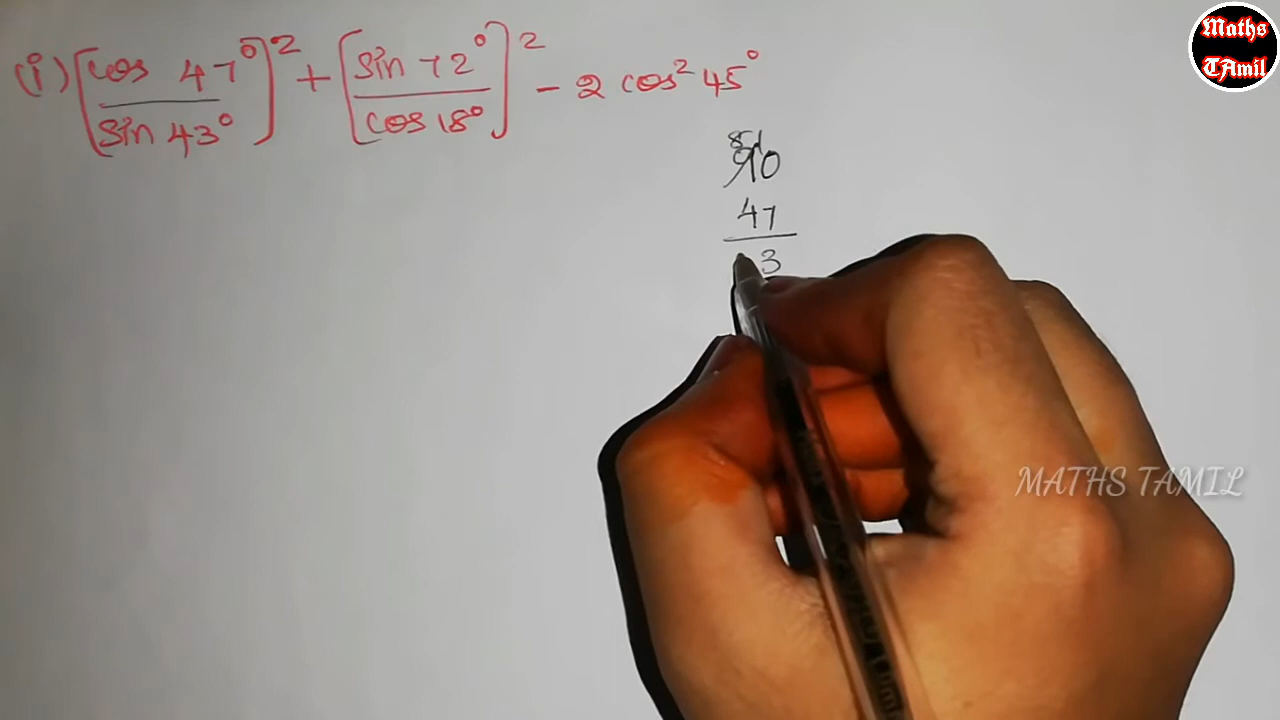 Maths
TAmil
(i) [cos 47° / sin 43°]² + [sin 72° / cos 18°]² - 2 cos² 45°
8 1
90
47
3
MATHS TAMIL